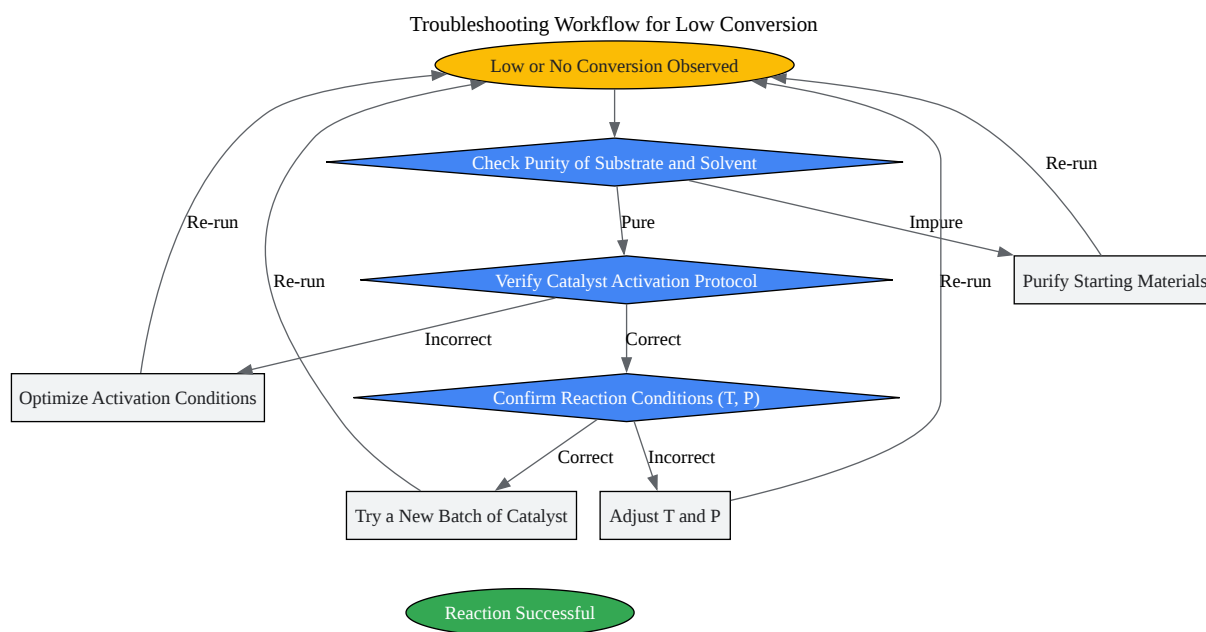 Troubleshooting Workflow for Low Conversion
Low or No Conversion Observed
Check Purity of Substrate and Solvent
Re-run
Re-run
Pure
Impure
Re-run
Verify Catalyst Activation Protocol
Re-run
Purify Starting Materials
Incorrect
Correct
Optimize Activation Conditions
Confirm Reaction Conditions (T, P)
Correct
Incorrect
Try a New Batch of Catalyst
Adjust T and P
Reaction Successful